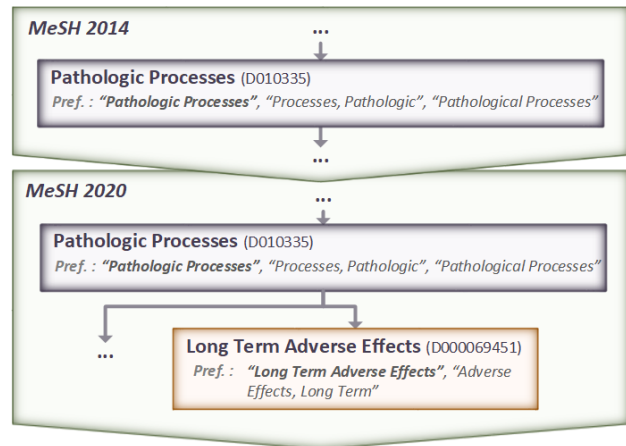 MeSH 2014
...
Pathologic Processes (D010335)
Pref. : “Pathologic Processes”, “Processes, Pathologic”, “Pathological Processes”
...
MeSH 2020
...
Pathologic Processes (D010335)
Pref. : “Pathologic Processes”, “Processes, Pathologic”, “Pathological Processes”
...
Long Term Adverse Effects (D000069451)
Pref. : “Long Term Adverse Effects”, “Adverse
Effects, Long Term”